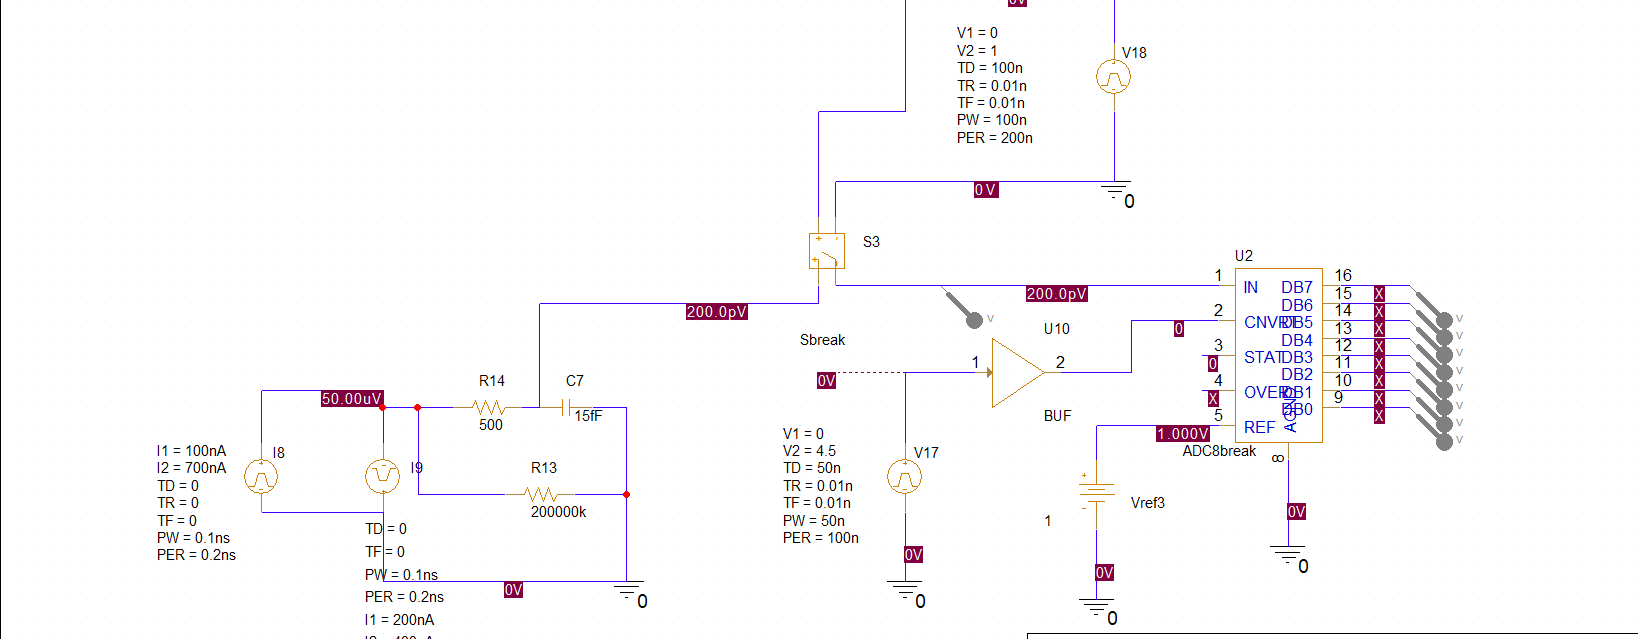 0V
V1 = 0
V2 = 1
TD = 100n
TR = 0.01n
TF = 0.01n
PW = 100n
PER = 200n
V18
0V
0
S3
U2
1
IN
2
CNVRT
3
STAT
4
OVER
5
REF
DB7
DB6
DB5
DB4
DB3
DB2
DB1
DB0
AGND
16
15
14
13
12
11
10
9
X
X
X
X
X
X
X
X
V
V
V
V
V
V
V
V
200.0pV
200.0pV
0
0
X
1.000V
ADC8break
8
0V
0
Sbreak
U10
1
2
BUF
0V
V1 = 0
V2 = 4.5
TD = 50n
TR = 0.01n
TF = 0.01n
PW = 50n
PER = 100n
V17
0V
0
1
Vref3
0V
0
50.00uV
R14
500
C7
15fF
R13
200000k
I8
I9
I1 = 100nA
I2 = 700nA
TD = 0
TR = 0
TF = 0
PW = 0.1ns
PER = 0.2ns
TD = 0
TF = 0
PW = 0.1ns
PER = 0.2ns
I1 = 200nA
0V
0